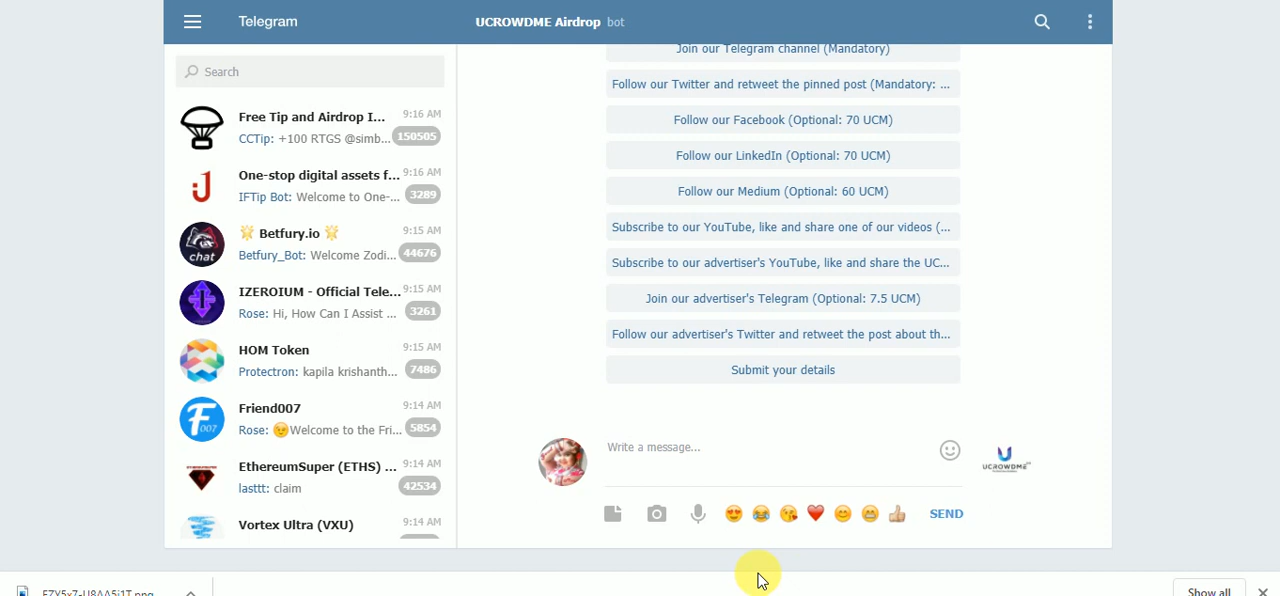 Telegram
UCROWDME Airdrop bot
Search
Free Tip and Airdrop I... 9:16 AM
CCTip: +100 RTGS @simb... 150505
One-stop digital assets f... 9:16 AM
IFTip Bot: Welcome to One-... 3289
🌟 Betfury.io 🌟 9:15 AM
Betfury_Bot: Welcome Zodi... 44676
chat
IZEROIUM - Official Tele... 9:15 AM
Rose: Hi, How Can I Assist ... 3261
HOM Token 9:15 AM
Protectron: kapila krishanth... 7486
Friend007 9:14 AM
Rose: 😉Welcome to the Fri... 5854
007
EthereumSuper (ETHS) ... 9:14 AM
lasttt: claim 42534
Vortex Ultra (VXU) 9:14 AM
Join our Telegram channel (Mandatory)
Follow our Twitter and retweet the pinned post (Mandatory: ...
Follow our Facebook (Optional: 70 UCM)
Follow our LinkedIn (Optional: 70 UCM)
Follow our Medium (Optional: 60 UCM)
Subscribe to our YouTube, like and share one of our videos (...
Subscribe to our advertiser's YouTube, like and share the UC...
Join our advertiser's Telegram (Optional: 7.5 UCM)
Follow our advertiser's Twitter and retweet the post about th...
Submit your details
Write a message...
UCROWDME
SEND
Show all